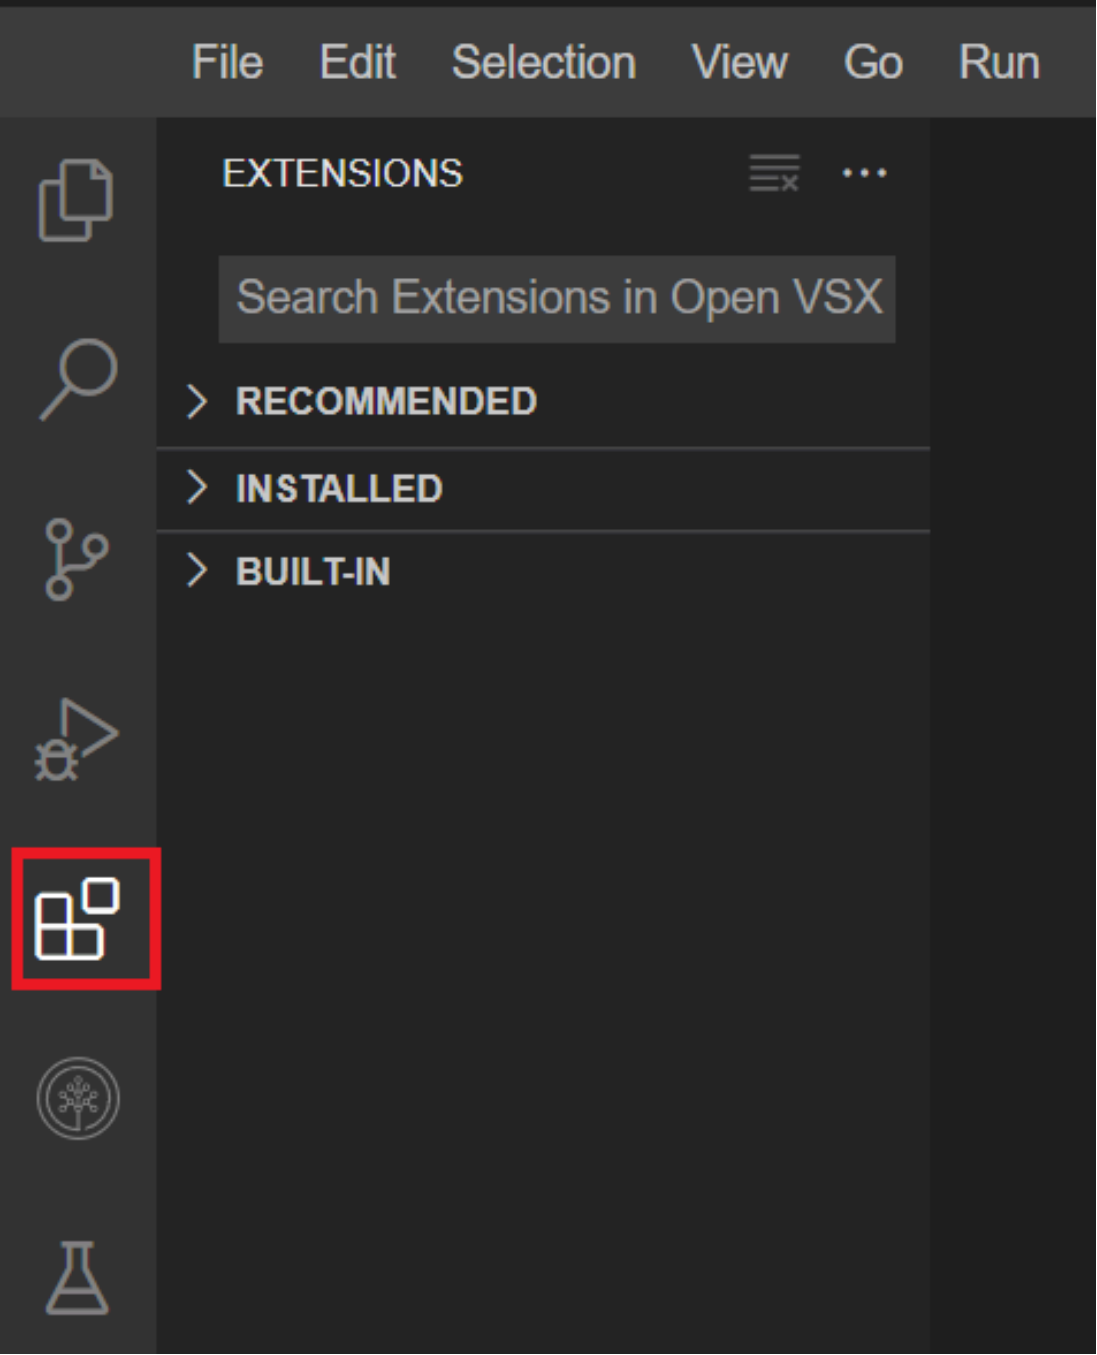 File Edit Selection View Go Run
EXTENSIONS
Search Extensions in Open VSX
RECOMMENDED
INSTALLED
BUILT-IN